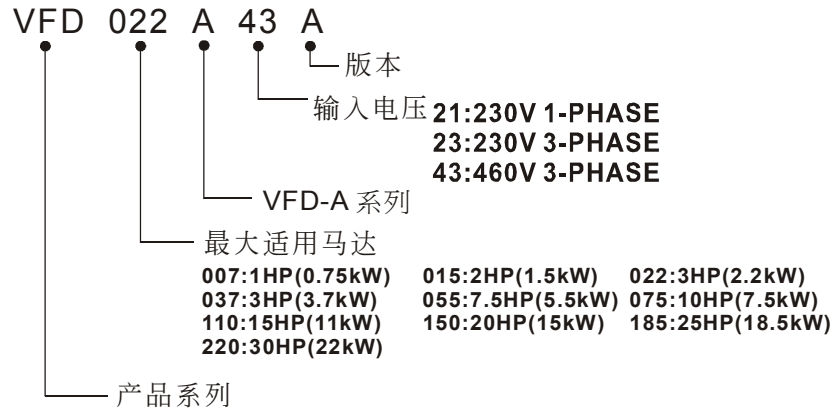 VFD 022 A 43 A
版本
输入电压 21:230V 1-PHASE
23:230V 3-PHASE
43:460V 3-PHASE
VFD-A 系列
最大适用马达
007:1HP(0.75kW) 015:2HP(1.5kW) 022:3HP(2.2kW)
037:3HP(3.7kW) 055:7.5HP(5.5kW) 075:10HP(7.5kW)
110:15HP(11kW) 150:20HP(15kW) 185:25HP(18.5kW)
220:30HP(22kW)
产品系列